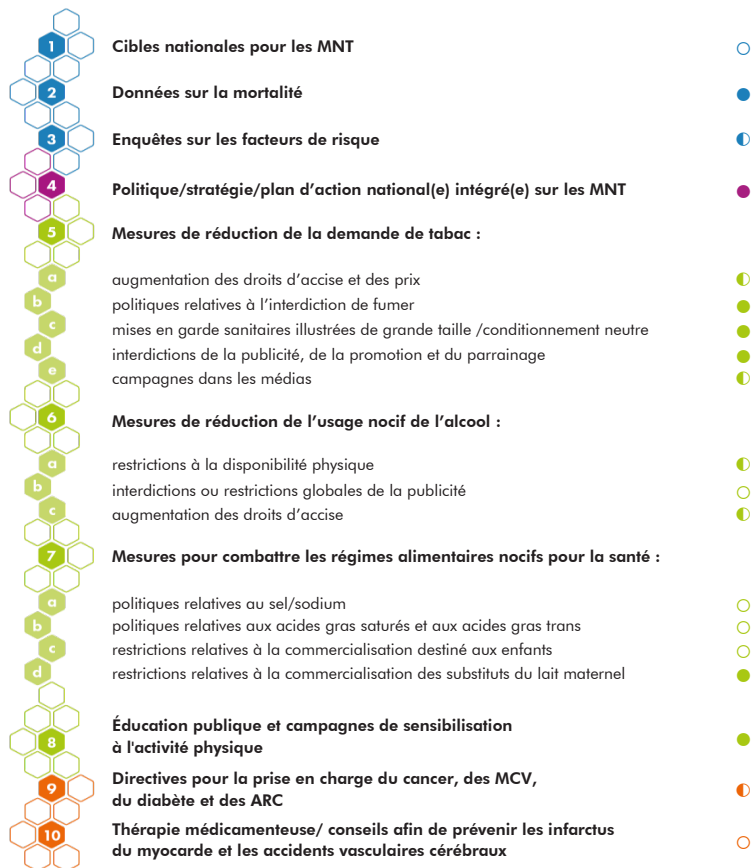 1 Cibles nationales pour les MNT
2 Données sur la mortalité
3 Enquêtes sur les facteurs de risque
4 Politique/stratégie/plan d’action national(e) intégré(e) sur les MNT
5 Mesures de réduction de la demande de tabac :
a augmentation des droits d’accise et des prix
b politiques relatives à l’interdiction de fumer
c mises en garde sanitaires illustrées de grande taille /conditionnement neutre
d interdictions de la publicité, de la promotion et du parrainage
e campagnes dans les médias
6 Mesures de réduction de l’usage nocif de l’alcool :
a restrictions à la disponibilité physique
b interdictions ou restrictions globales de la publicité
c augmentation des droits d’accise
7 Mesures pour combattre les régimes alimentaires nocifs pour la santé :
a politiques relatives au sel/sodium
b politiques relatives aux acides gras saturés et aux acides gras trans
c restrictions relatives à la commercialisation destiné aux enfants
d restrictions relatives à la commercialisation des substituts du lait maternel
8 Éducation publique et campagnes de sensibilisation
à l'activité physique
9 Directives pour la prise en charge du cancer, des MCV,
du diabète et des ARC
10 Thérapie médicamenteuse/ conseils afin de prévenir les infarctus
du myocarde et les accidents vasculaires cérébraux